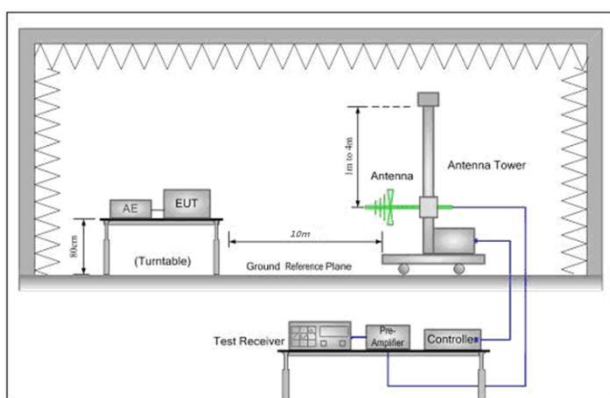 1m to 4m
Antenna
Antenna Tower
AE
EUT
80cm
10m
(Turntable)
Ground Reference Plane
Test Receiver
Pre-
Amplifier
Controller